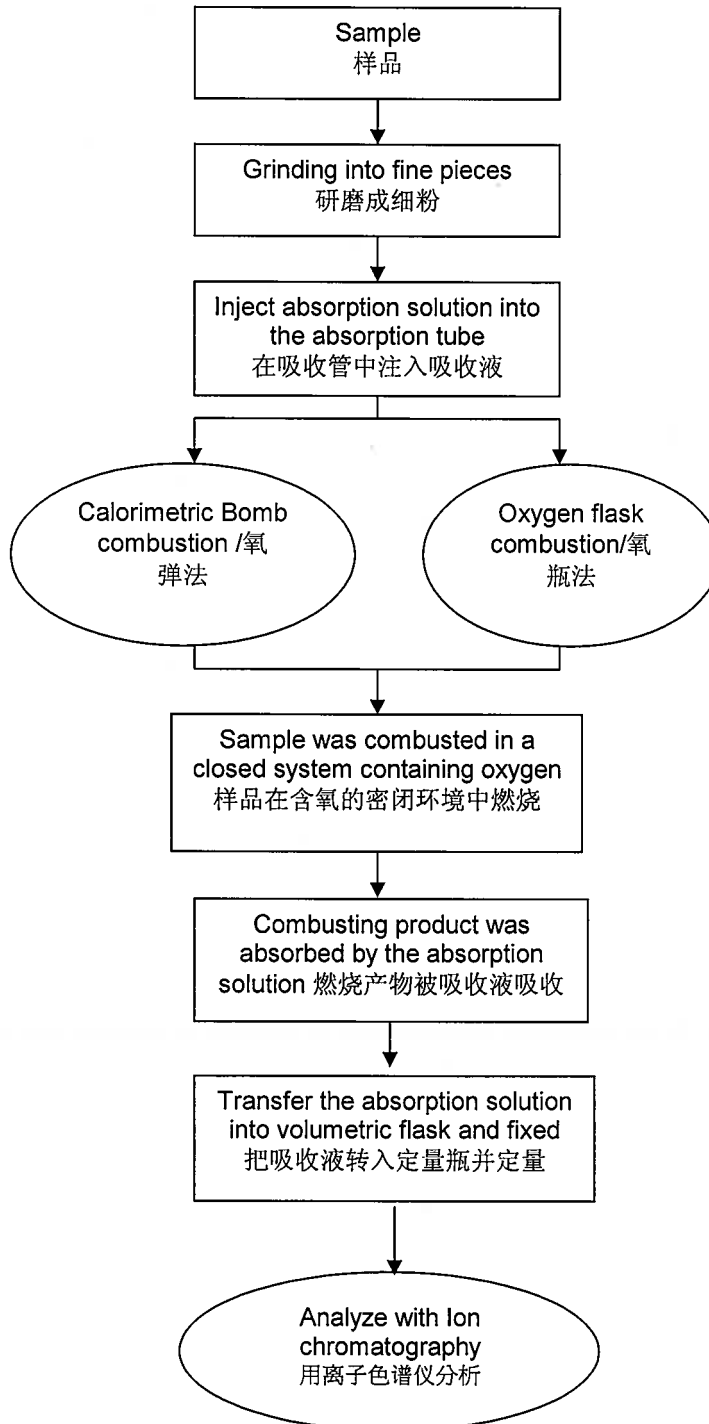 Sample
样品
Grinding into fine pieces
研磨成细粉
Inject absorption solution into
the absorption tube
在吸收管中注入吸收液
Calorimetric Bomb
combustion /氧
弹法
Oxygen flask
combustion/氧
瓶法
Sample was combusted in a
closed system containing oxygen
样品在含氧的密闭环境中燃烧
Combusting product was
absorbed by the absorption
solution 燃烧产物被吸收液吸收
Transfer the absorption solution
into volumetric flask and fixed
把吸收液转入定量瓶并定量
Analyze with Ion
chromatography
用离子色谱仪分析